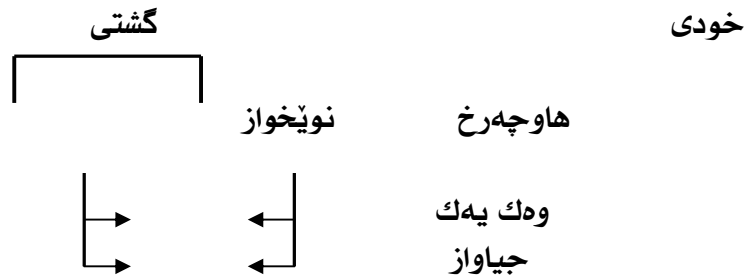 خودی گشتی
هاوچەرخ نوێخواز
وەك یەك
جیاواز